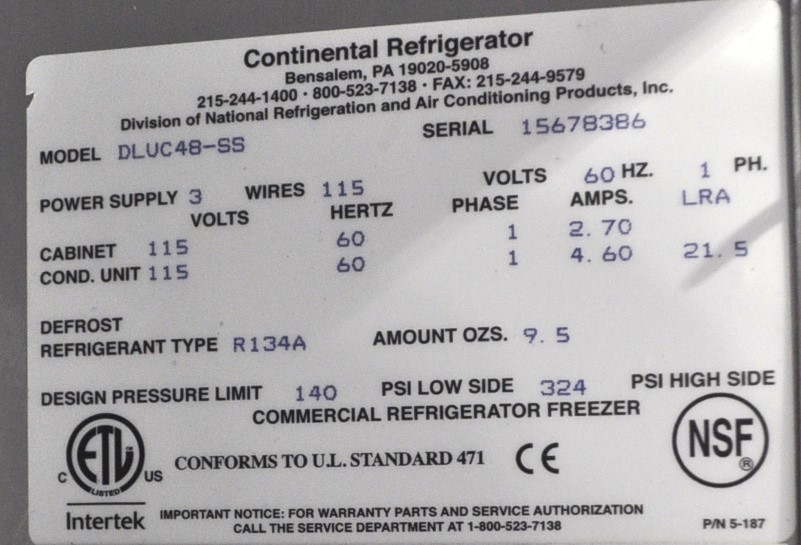 Continental Refrigerator
Bensalem, PA 19020-5908
215-244-1400 · 800-523-7138 · FAX: 215-244-9579
Division of National Refrigeration and Air Conditioning Products, Inc.
MODEL DLUC48-SS SERIAL 15678386
POWER SUPPLY 3 WIRES 115 VOLTS 60 HZ. 1 PH.
VOLTS HERTZ PHASE AMPS. LRA
CABINET 115 60 1 2.70
COND. UNIT 115 60 1 4.60 21.5
DEFROST
REFRIGERANT TYPE R134A AMOUNT OZS. 9.5
DESIGN PRESSURE LIMIT 140 PSI LOW SIDE 324 PSI HIGH SIDE
COMMERCIAL REFRIGERATOR FREEZER
C ETL LISTED US CONFORMS TO U.L. STANDARD 471 CE NSF ®
Intertek
IMPORTANT NOTICE: FOR WARRANTY PARTS AND SERVICE AUTHORIZATION
CALL THE SERVICE DEPARTMENT AT 1-800-523-7138 P/N 5-187